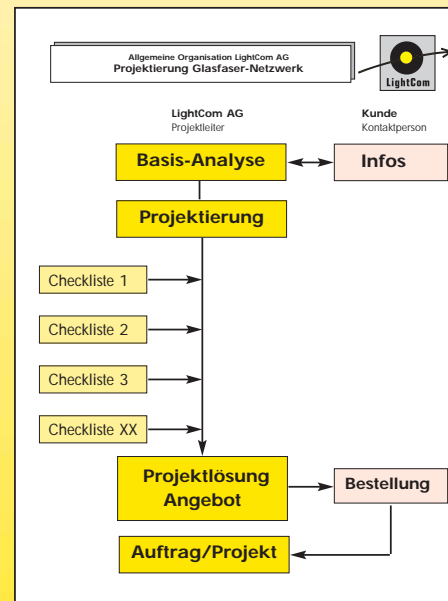 Allgemeine Organisation LightCom AG
Projektierung Glasfaser-Netzwerk
LightCom
LightCom AG
Projektleiter
Kunde
Kontaktperson
Basis-Analyse
Infos
Projektierung
Checkliste 1
Checkliste 2
Checkliste 3
Checkliste XX
Projektlösung
Angebot
Bestellung
Auftrag/Projekt